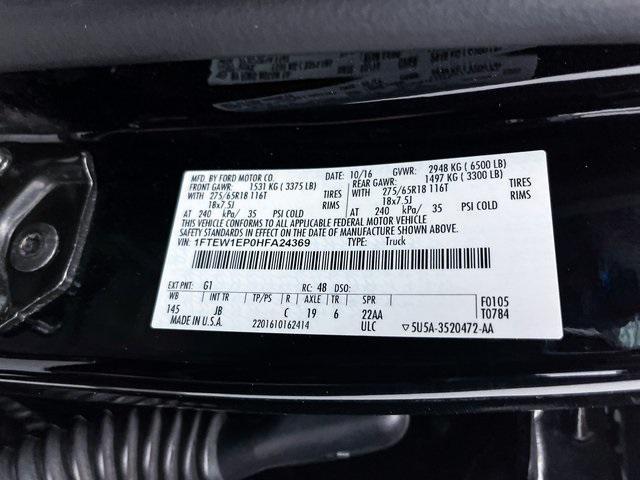 MFD. BY FORD MOTOR CO. DATE: 10/16 GVWR: 2948 KG ( 6500 LB)
FRONT GAWR: 1531 KG ( 3375 LB) REAR GAWR: 1497 KG ( 3300 LB)
WITH 275/65R18 116T TIRES WITH 275/65R18 116T TIRES
18x7.5J RIMS 18x7.5J RIMS
AT 240 kPa/ 35 PSI COLD AT 240 kPa/ 35 PSI COLD
THIS VEHICLE CONFORMS TO ALL APPLICABLE FEDERAL MOTOR VEHICLE
SAFETY STANDARDS IN EFFECT ON THE DATE OF MANUFACTURE SHOWN ABOVE.
VIN: 1FTEW1EP0HFA24369 TYPE: Truck
EXT PNT: G1 RC: 48 DSO: F0105
WB INT TR TP/PS R AXLE TR SPR T0784
145 JB C 19 6 22AA
MADE IN U.S.A. 2201610162414 ULC 5U5A-3520472-AA